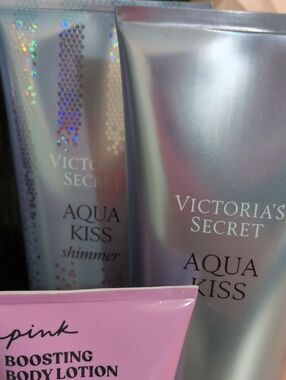 VICTORIA'S
SECRET
AQUA
KISS
shimmer
VICTORIA'S
SECRET
AQUA
KISS
pink
BOOSTING
BODY LOTION